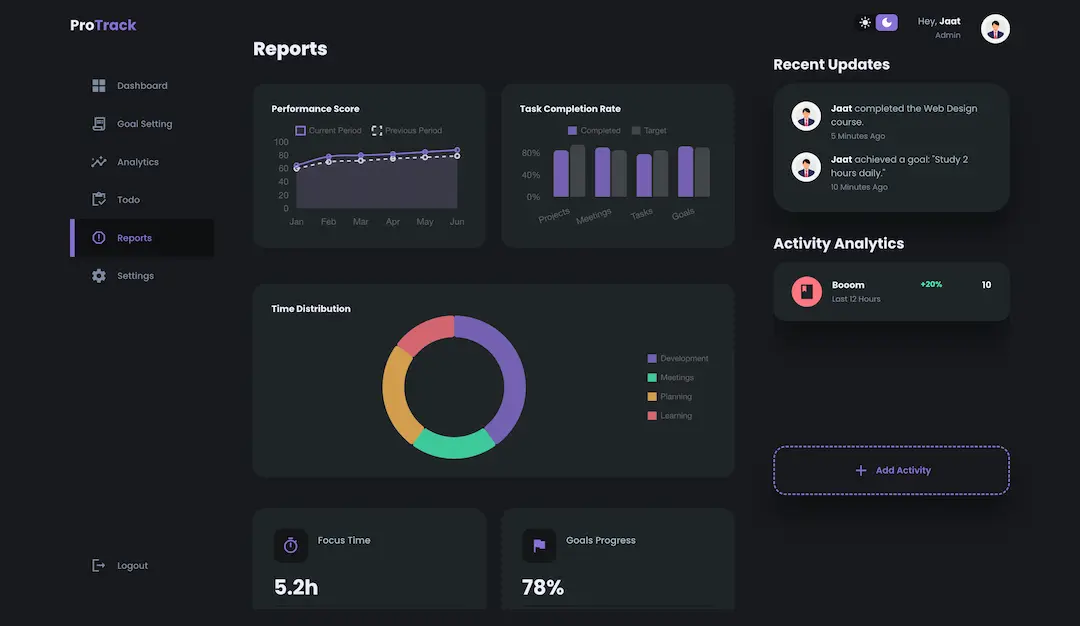 ProTrack
Dashboard
Goal Setting
Analytics
Todo
Reports
Settings
Logout
Reports
Performance Score
Current Period Previous Period
100
80
60
40
20
0
Jan Feb Mar Apr May Jun
Task Completion Rate
Completed Target
80%
40%
0%
Projects Meetings Tasks Goals
Time Distribution
Development
Meetings
Planning
Learning
Focus Time
5.2h
Goals Progress
78%
Hey, Jaat
Admin
Recent Updates
Jaat completed the Web Design
course.
5 Minutes Ago
Jaat achieved a goal: "Study 2
hours daily."
10 Minutes Ago
Activity Analytics
Booom +20% 10
Last 12 Hours
Add Activity